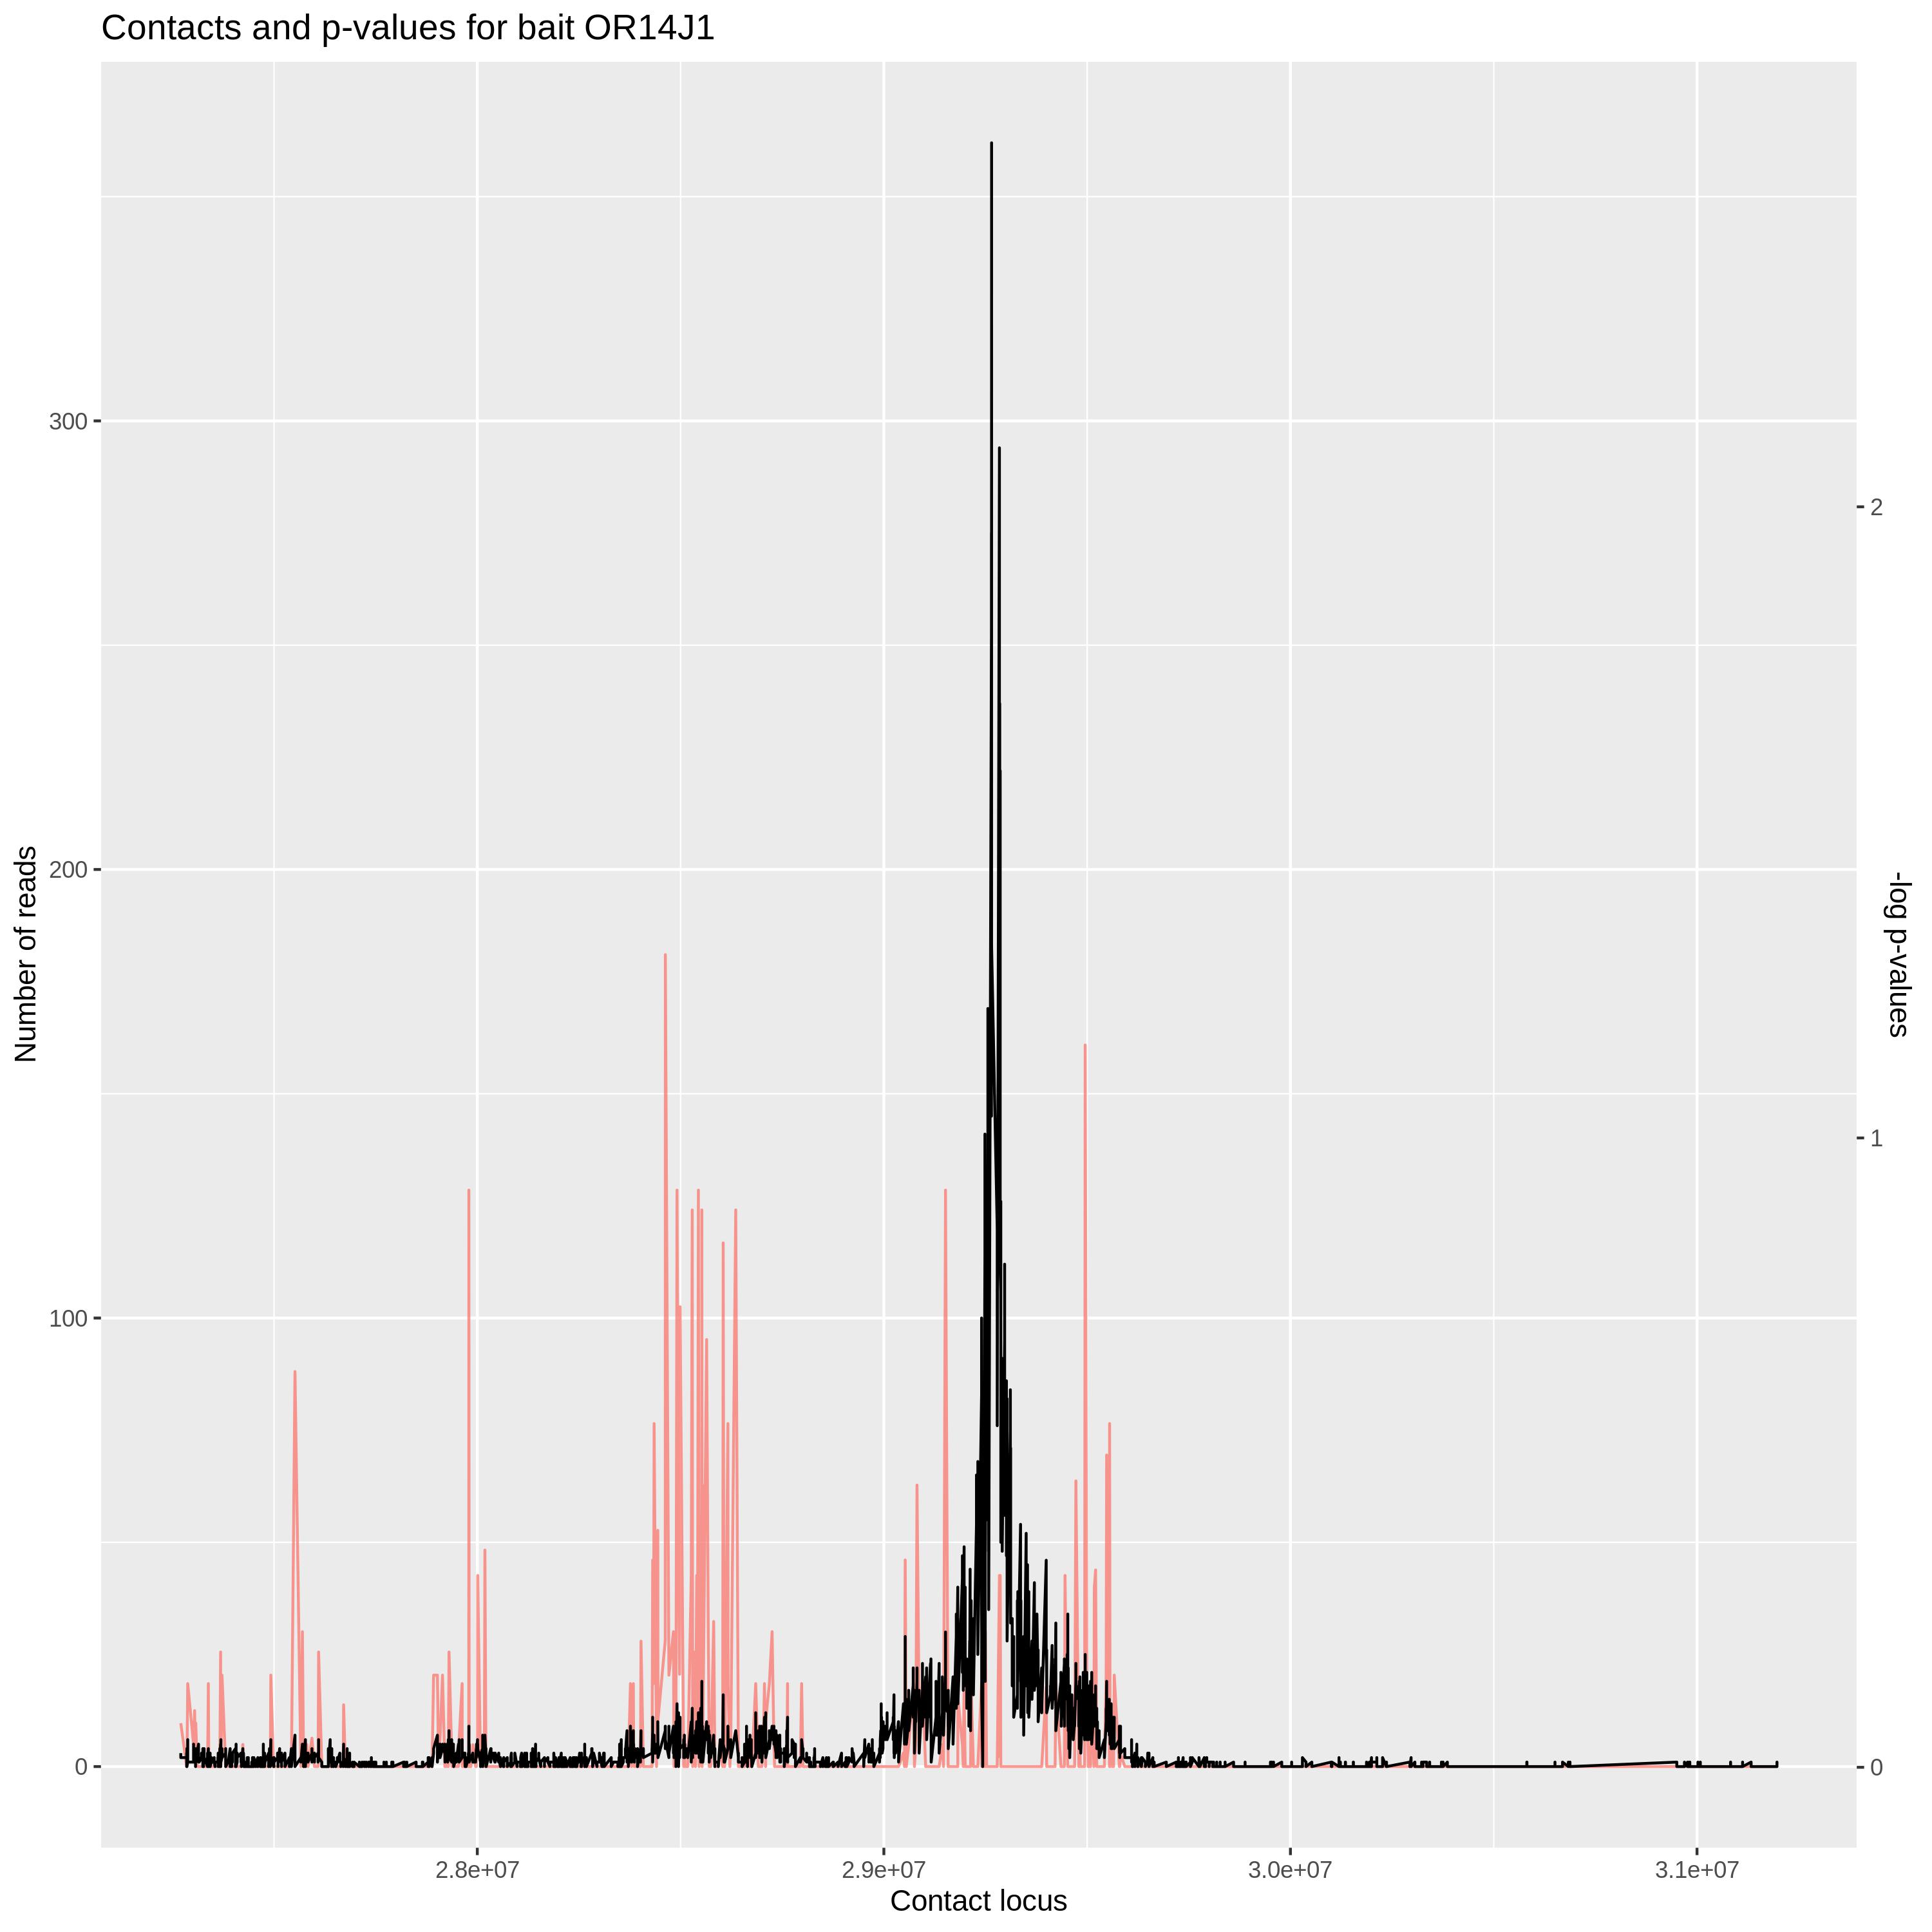 Contacts and p-values for bait OR14J1
Number of reads
300
200
100
0
-log p-values
2
1
0
2.8e+07
2.9e+07
3.0e+07
3.1e+07
Contact locus